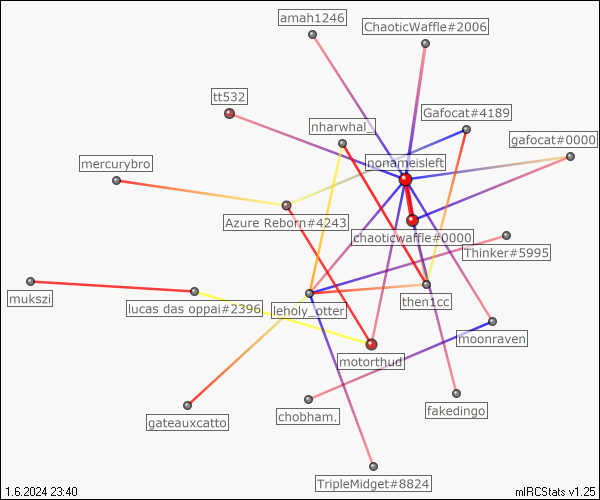 amah1246
ChaoticWaffle#2006
tt532
Gafocat#4189
nharwhal_
gafocat#0000
mercurybro
nonameisleft
Azure Reborn#4243
chaoticwaffle#0000
Thinker#5995
mukszi
lucas das oppai#2396
leholy_otter
then1cc
moonraven
motorthud
gateauxcatto
chobham.
fakedingo
TripleMidget#8824
1.6.2024 23:40
mIRCStats v1.25